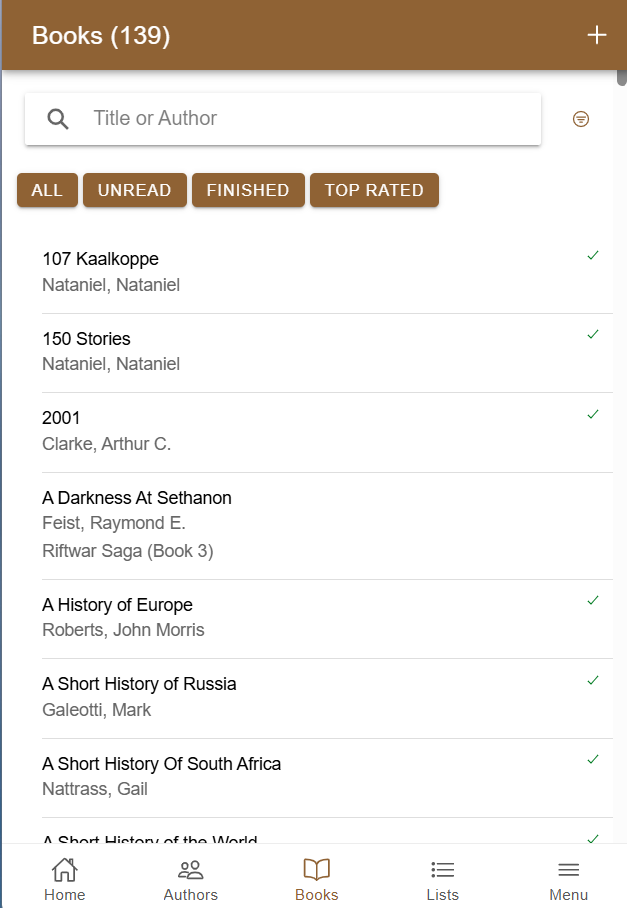 Books (139)
Title or Author
ALL UNREAD FINISHED TOP RATED
107 Kaalkoppe
Nataniel, Nataniel
150 Stories
Nataniel, Nataniel
2001
Clarke, Arthur C.
A Darkness At Sethanon
Feist, Raymond E.
Riftwar Saga (Book 3)
A History of Europe
Roberts, John Morris
A Short History of Russia
Galeotti, Mark
A Short History Of South Africa
Nattrass, Gail
A Short History of the World
Home Authors Books Lists Menu